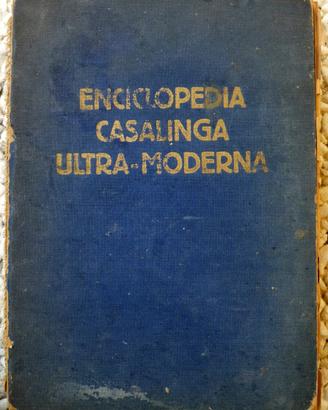 ENCICLOPEDIA
CASALINGA
ULTRA-MODERNA